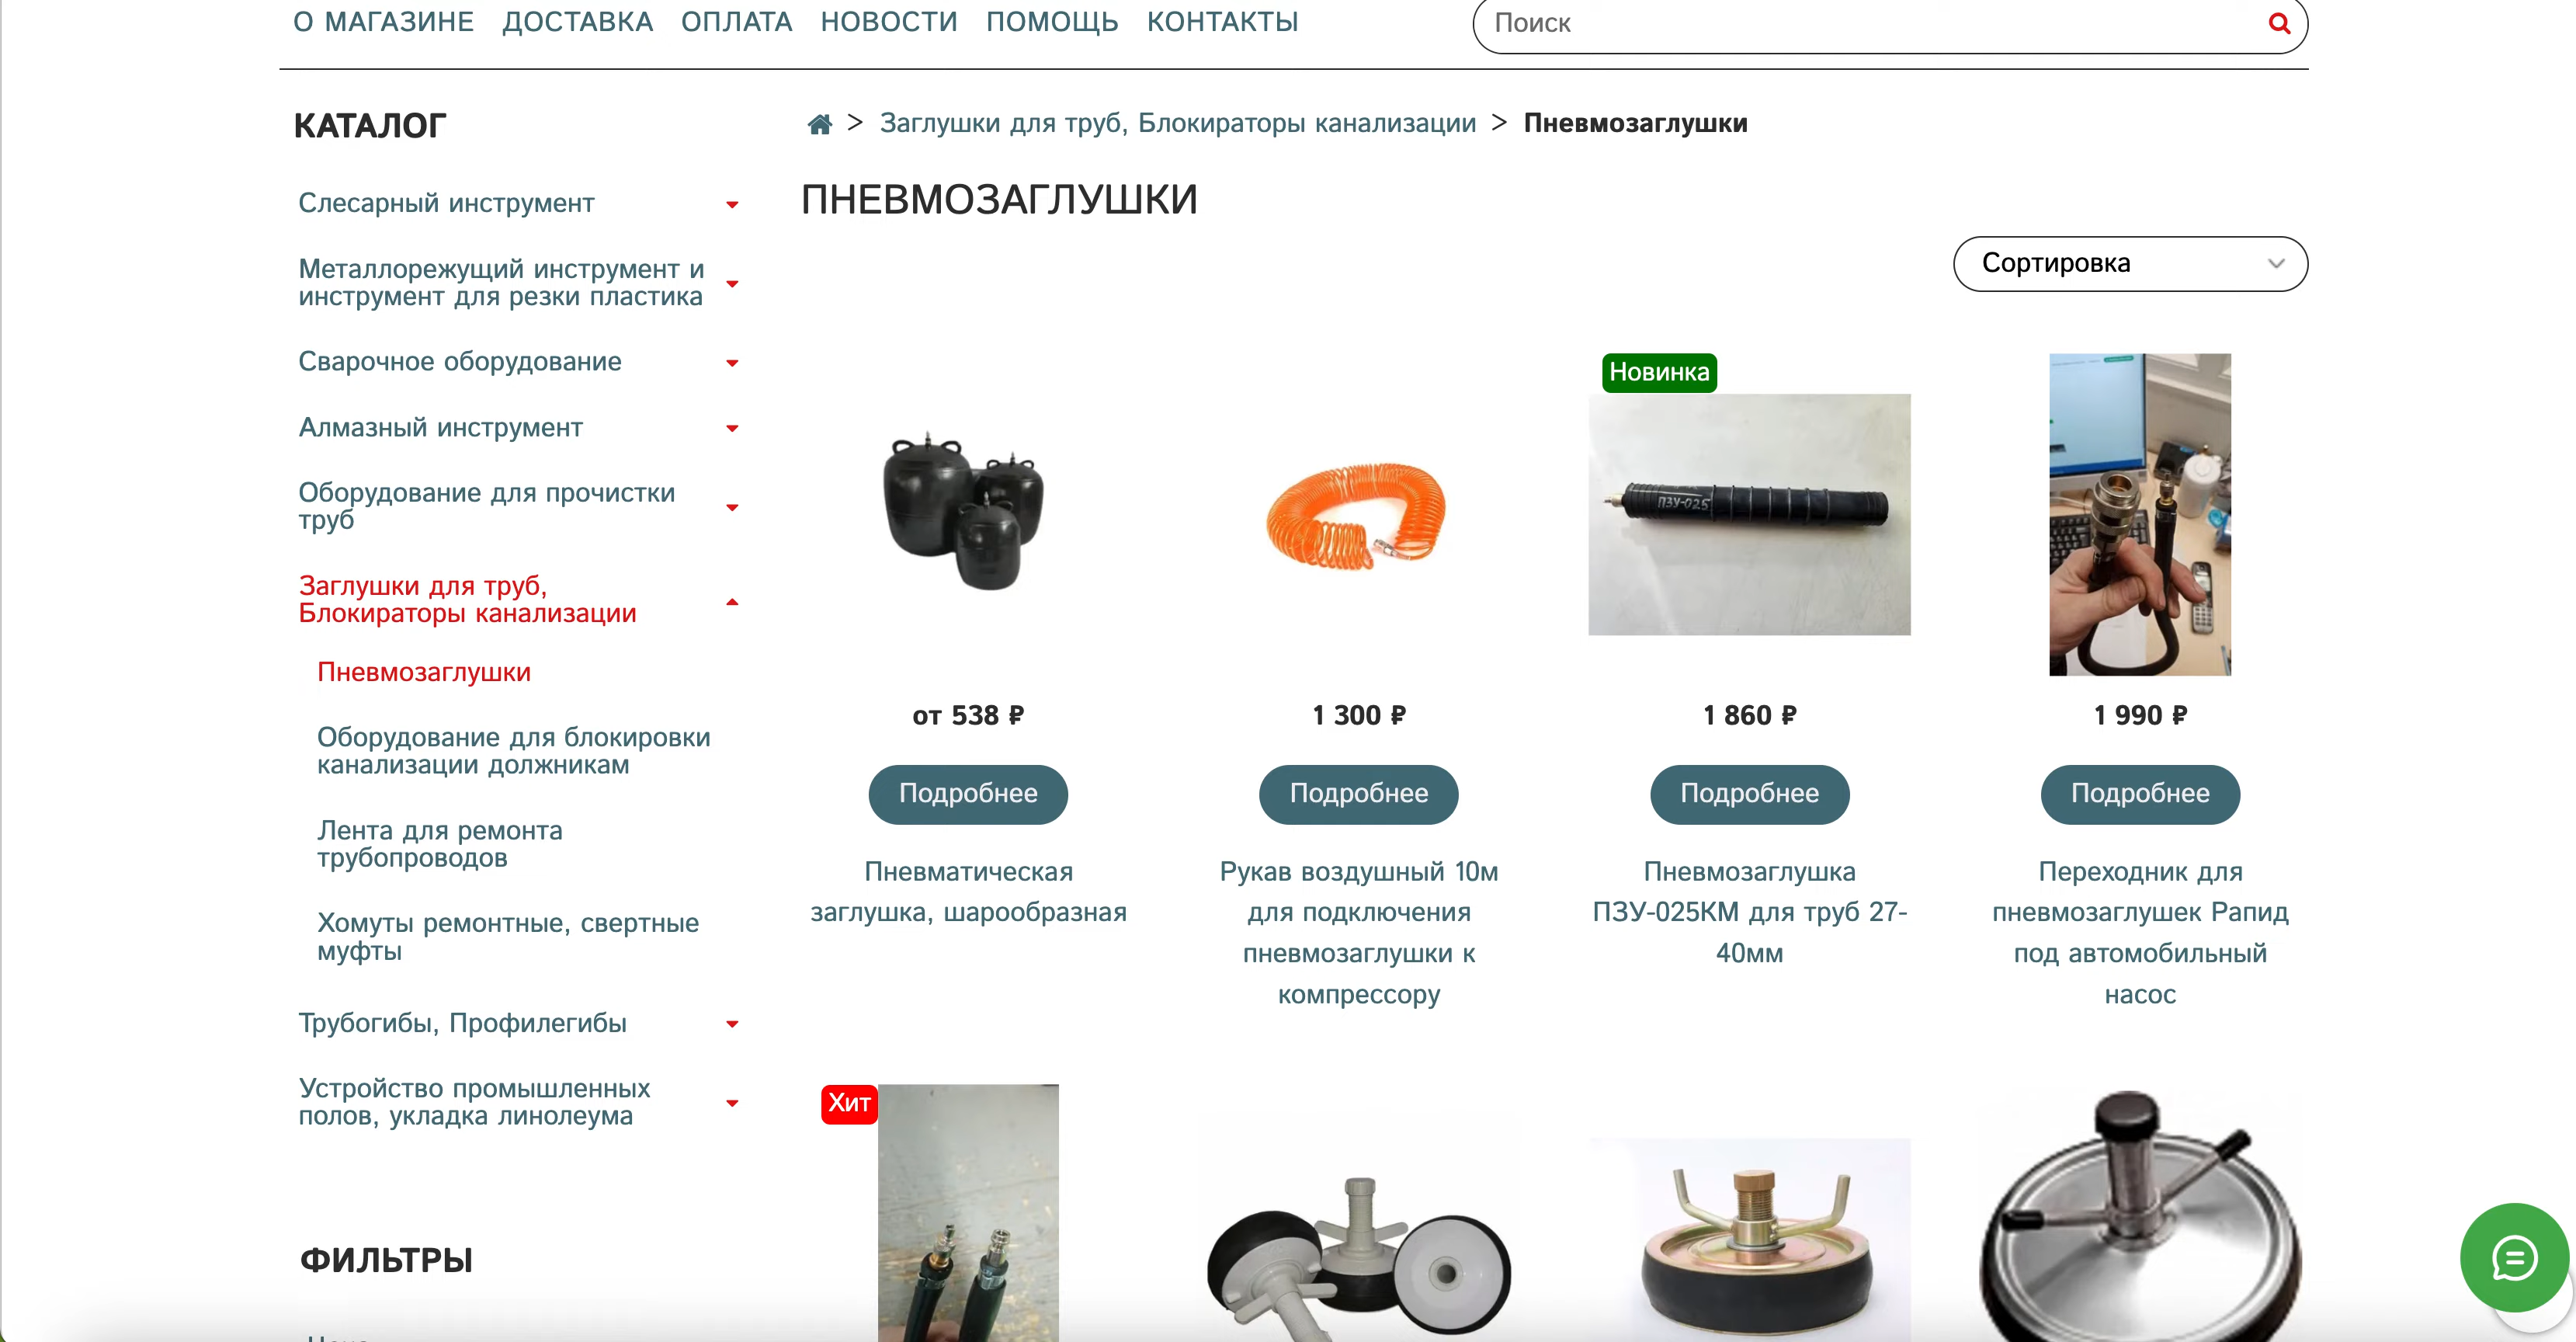 О МАГАЗИНЕ ДОСТАВКА ОПЛАТА НОВОСТИ ПОМОЩЬ КОНТАКТЫ
Поиск
КАТАЛОГ
Слесарный инструмент
Металлорежущий инструмент и
инструмент для резки пластика
Сварочное оборудование
Алмазный инструмент
Оборудование для прочистки
труб
Заглушки для труб,
Блокираторы канализации
Пневмозаглушки
Оборудование для блокировки
канализации должникам
Лента для ремонта
трубопроводов
Хомуты ремонтные, свертные
муфты
Трубогибы, Профилегибы
Устройство промышленных
полов, укладка линолеума
ФИЛЬТРЫ
> Заглушки для труб, Блокираторы канализации > Пневмозаглушки
ПНЕВМОЗАГЛУШКИ
Сортировка
от 538 ₽
Подробнее
Пневматическая
заглушка, шарообразная
1 300 ₽
Подробнее
Рукав воздушный 10м
для подключения
пневмозаглушки к
компрессору
Новинка
ПЗУ-025
1 860 ₽
Подробнее
Пневмозаглушка
ПЗУ-025КМ для труб 27-
40мм
1 990 ₽
Подробнее
Переходник для
пневмозаглушек Рапид
под автомобильный
насос
Хит